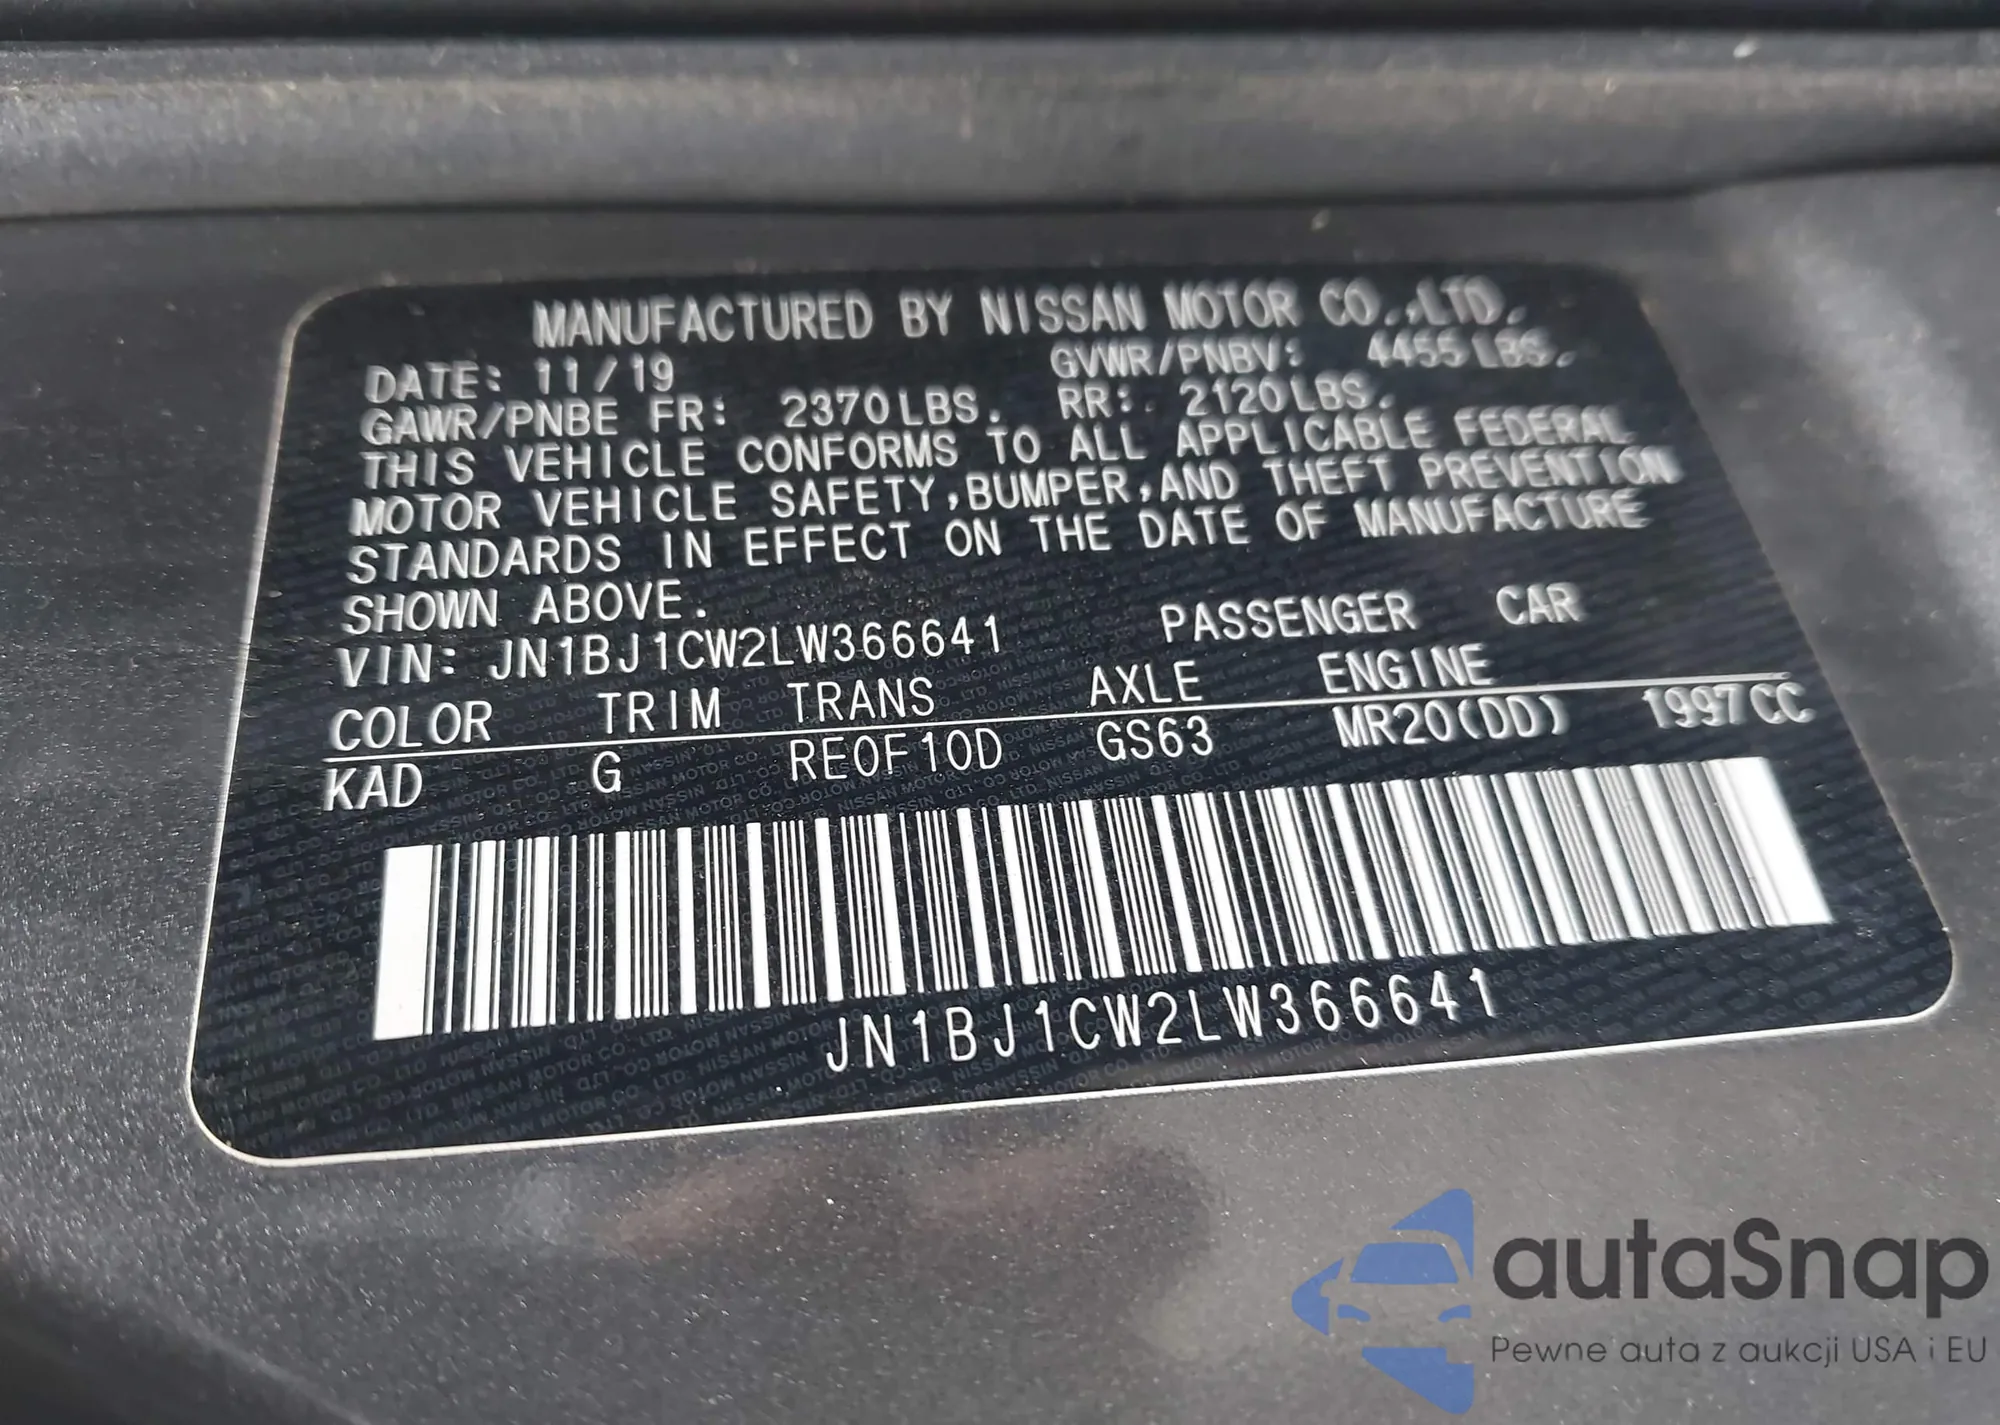 MANUFACTURED BY NISSAN MOTOR CO.,LTD.
DATE: 11/19 GVWR/PNBV: 4455LBS.
GAWR/PNBE FR: 2370LBS. RR: 2120LBS.
THIS VEHICLE CONFORMS TO ALL APPLICABLE FEDERAL
MOTOR VEHICLE SAFETY,BUMPER,AND THEFT PREVENTION
STANDARDS IN EFFECT ON THE DATE OF MANUFACTURE
SHOWN ABOVE.
VIN: JN1BJ1CW2LW366641 PASSENGER CAR
COLOR TRIM TRANS AXLE ENGINE
KAD G RE0F10D GS63 MR20(DD) 1997CC
JN1BJ1CW2LW366641
autaSnap
Pewne auta z aukcji USA i EU